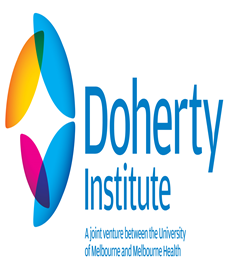 Doherty
Institute
A joint venture between the University
of Melbourne and Melbourne Health